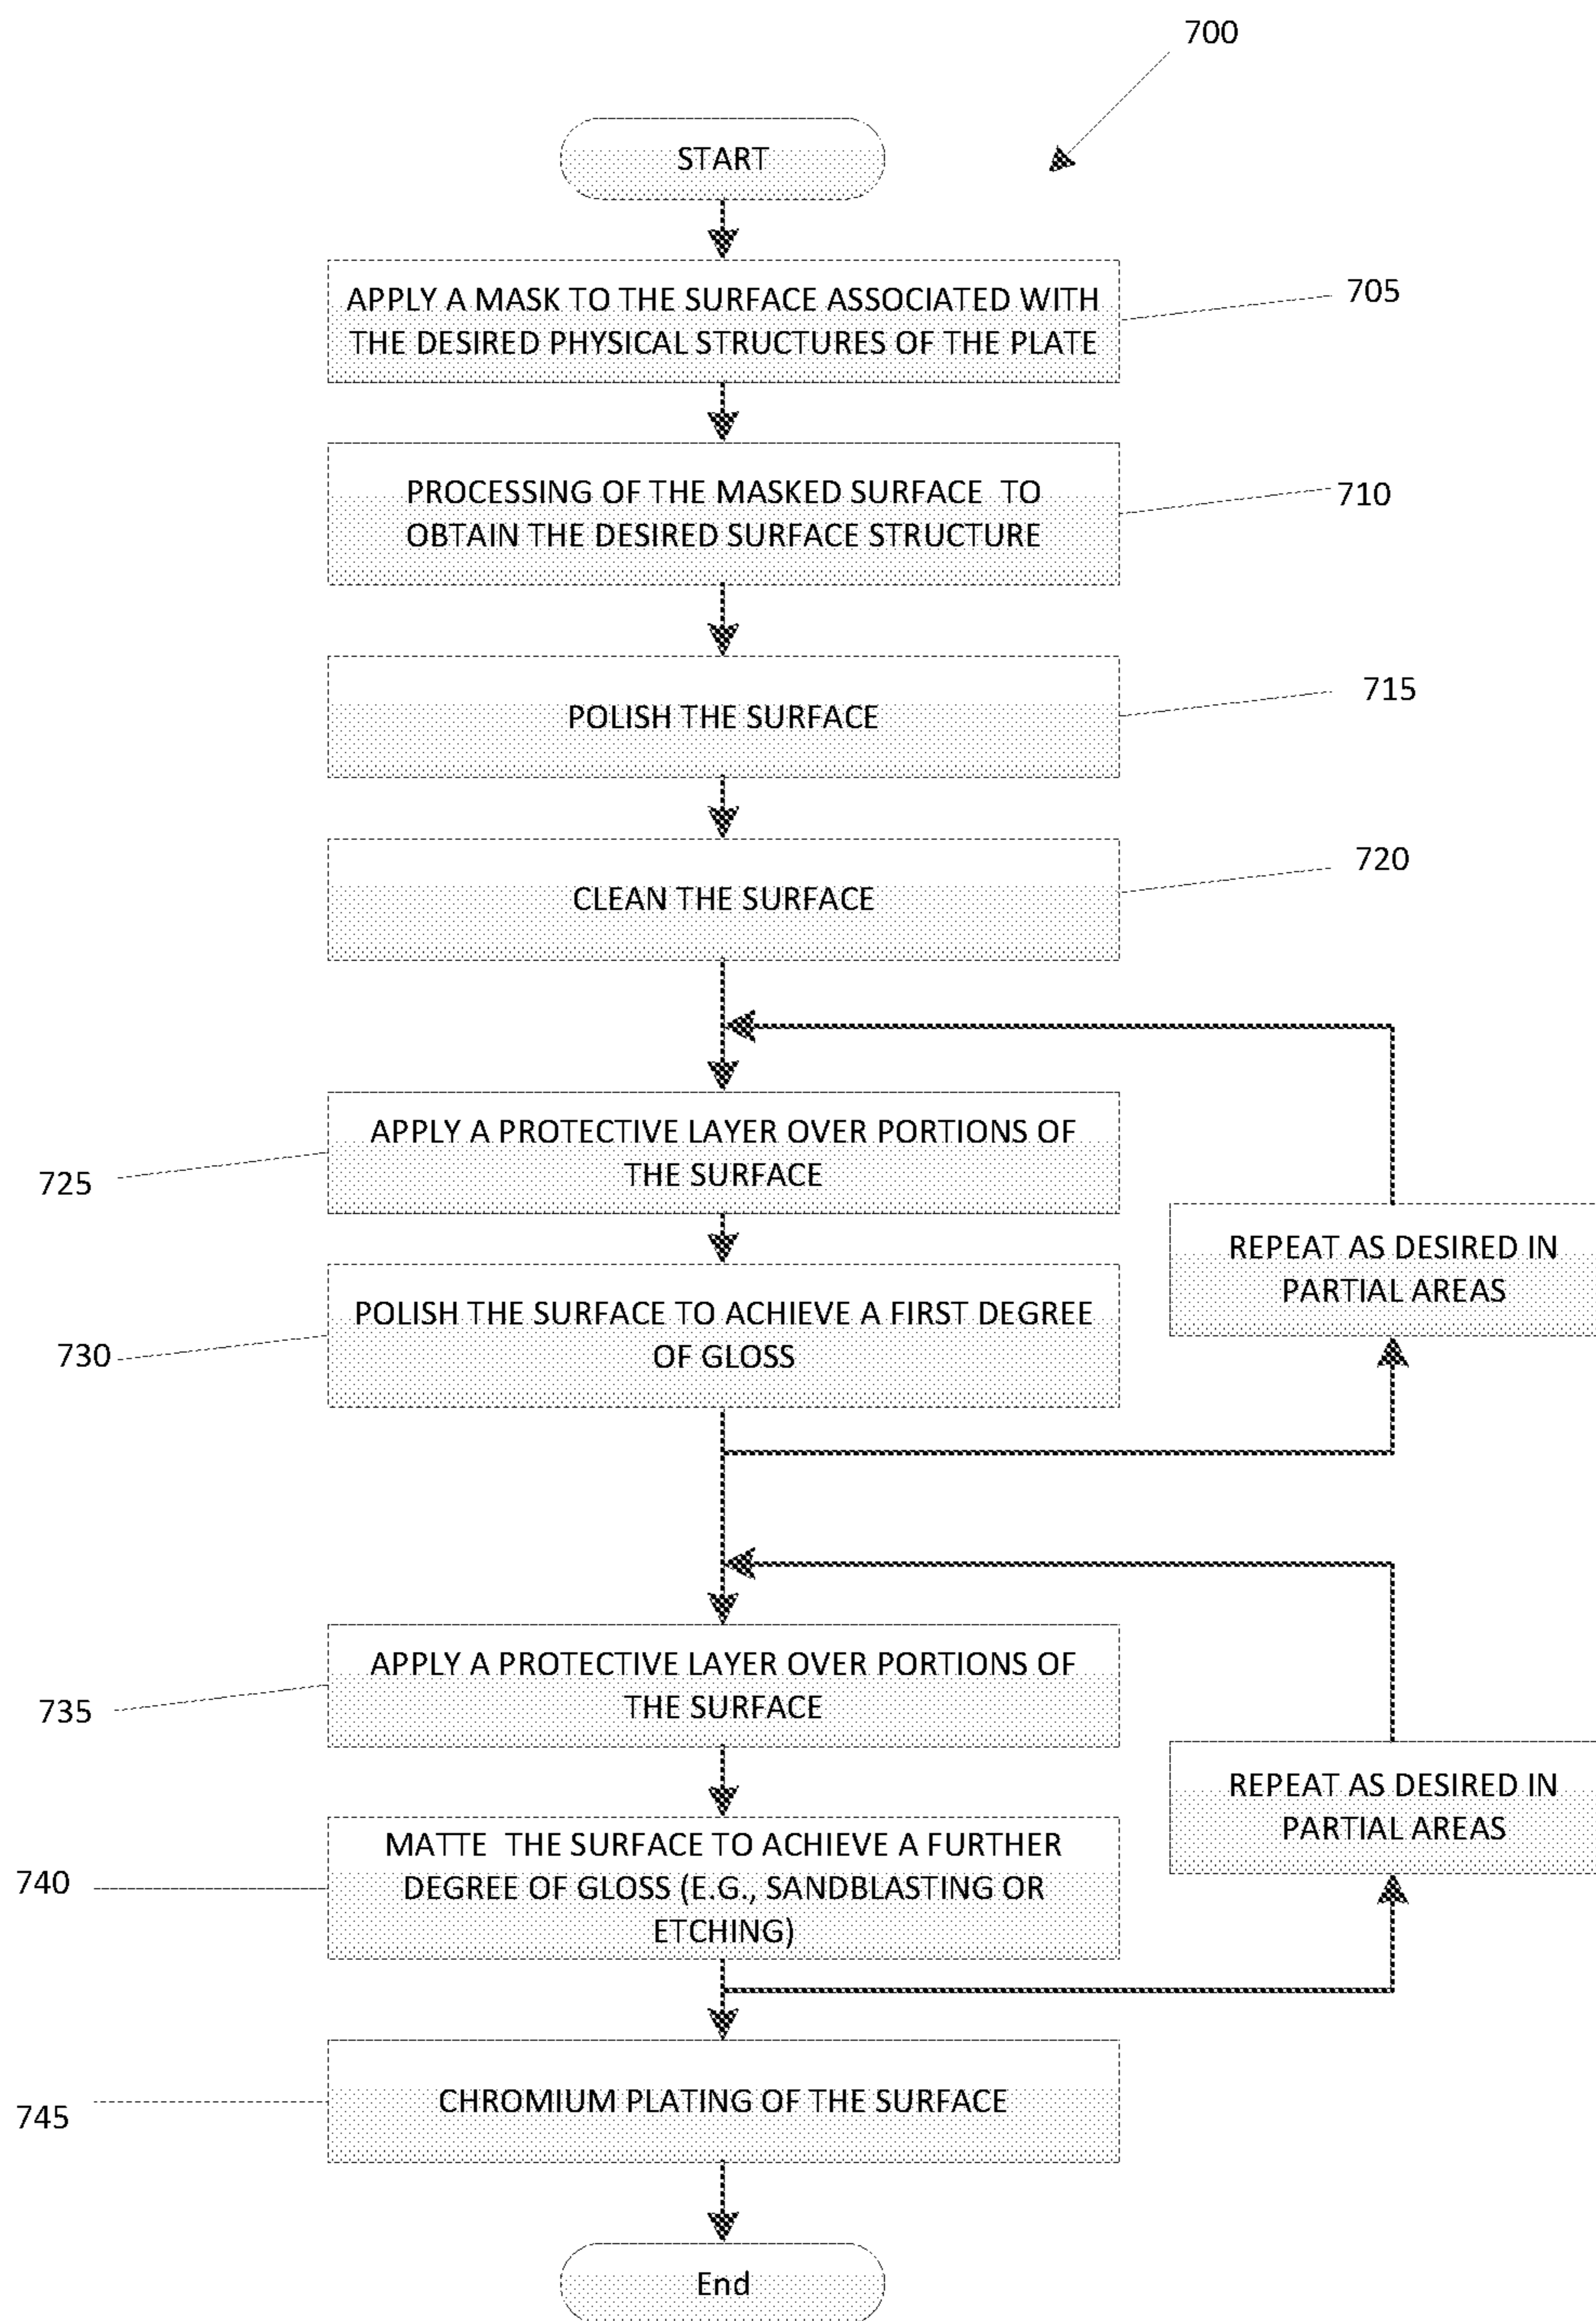 700
START
APPLY A MASK TO THE SURFACE ASSOCIATED WITH
THE DESIRED PHYSICAL STRUCTURES OF THE PLATE
705
PROCESSING OF THE MASKED SURFACE TO
OBTAIN THE DESIRED SURFACE STRUCTURE
710
POLISH THE SURFACE
715
CLEAN THE SURFACE
720
APPLY A PROTECTIVE LAYER OVER PORTIONS OF
THE SURFACE
725
REPEAT AS DESIRED IN
PARTIAL AREAS
POLISH THE SURFACE TO ACHIEVE A FIRST DEGREE
OF GLOSS
730
APPLY A PROTECTIVE LAYER OVER PORTIONS OF
THE SURFACE
735
REPEAT AS DESIRED IN
PARTIAL AREAS
MATTE THE SURFACE TO ACHIEVE A FURTHER
DEGREE OF GLOSS (E.G., SANDBLASTING OR
ETCHING)
740
CHROMIUM PLATING OF THE SURFACE
745
End